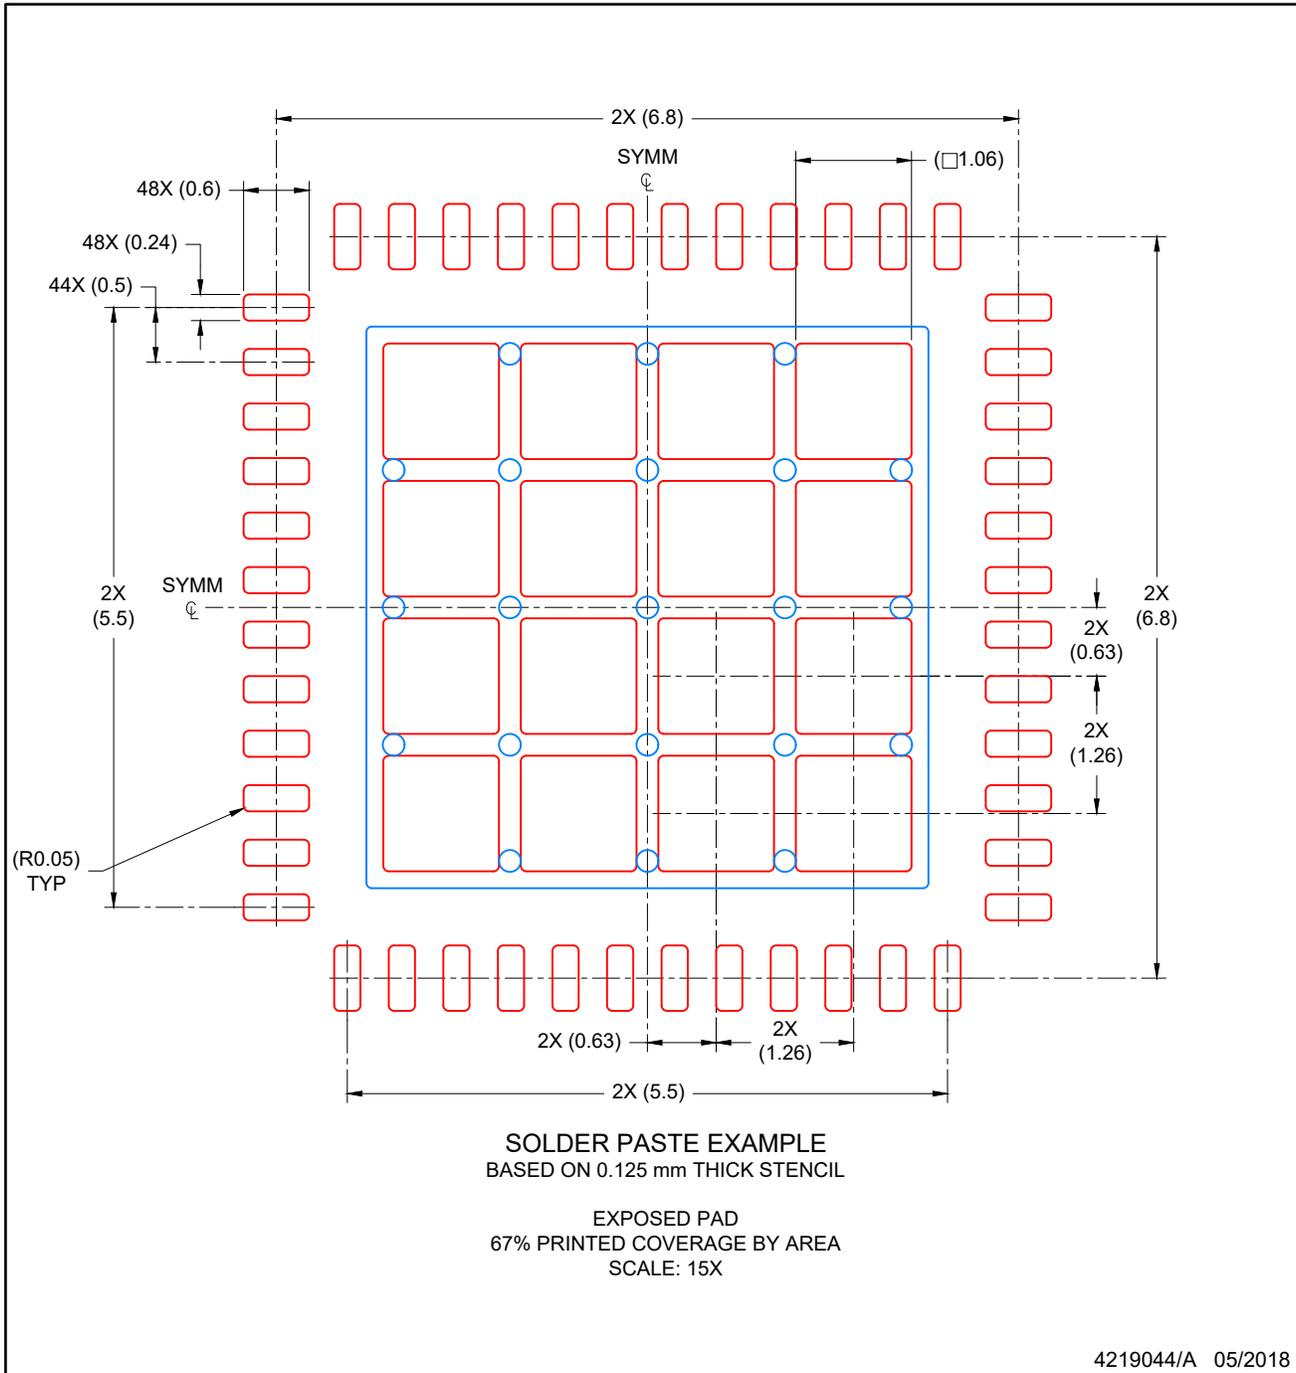 2X (6.8)
SYMM
℄
(□1.06)
48X (0.6)
48X (0.24)
44X (0.5)
SYMM
℄
2X
(5.5)
2X
(6.8)
2X
(0.63)
2X
(1.26)
(R0.05)
TYP
2X (0.63)
2X
(1.26)
2X (5.5)
SOLDER PASTE EXAMPLE
BASED ON 0.125 mm THICK STENCIL
EXPOSED PAD
67% PRINTED COVERAGE BY AREA
SCALE: 15X
4219044/A 05/2018